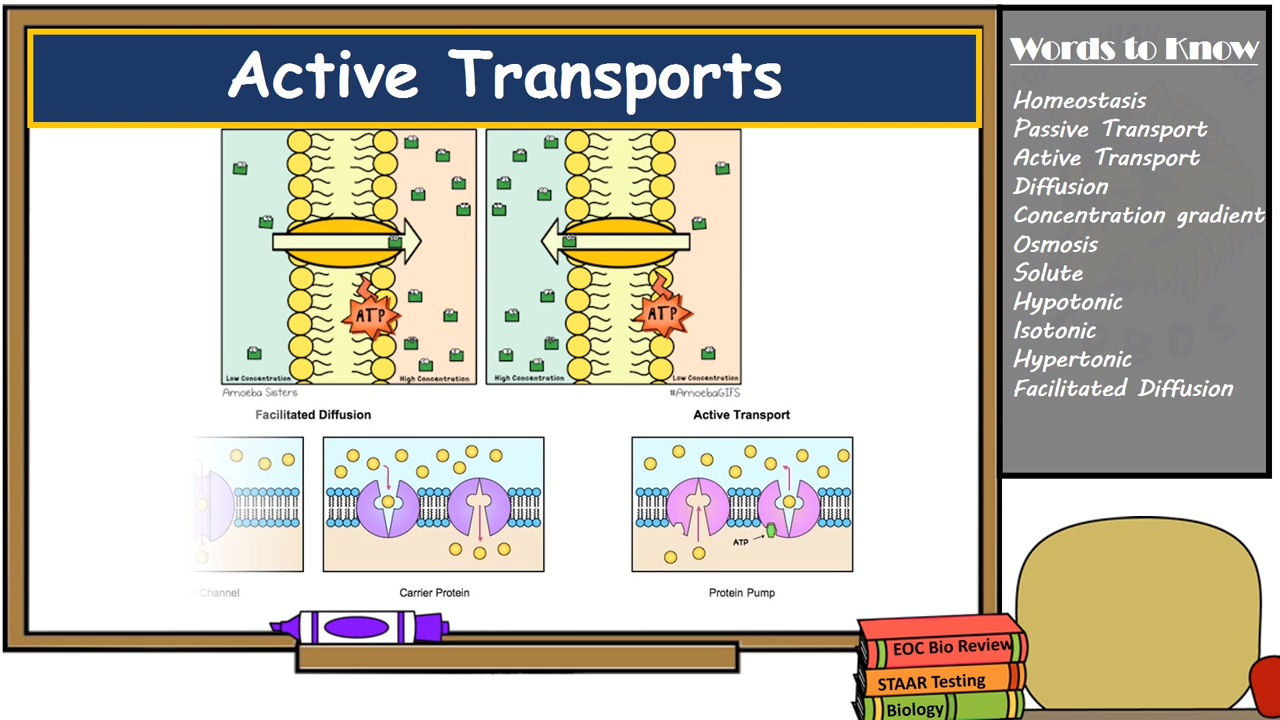 Active Transports
Words to Know
Homeostasis
Passive Transport
Active Transport
Diffusion
Concentration gradient
Osmosis
Solute
Hypotonic
Isotonic
Hypertonic
Facilitated Diffusion
ATP
ATP
Low Concentration
High Concentration
High Concentration
Low Concentration
Amoeba Sisters
#AmoebaGIFS
Facilitated Diffusion
Active Transport
ATP
Channel
Carrier Protein
Protein Pump
EOC Bio Review
STAAR Testing
Biology